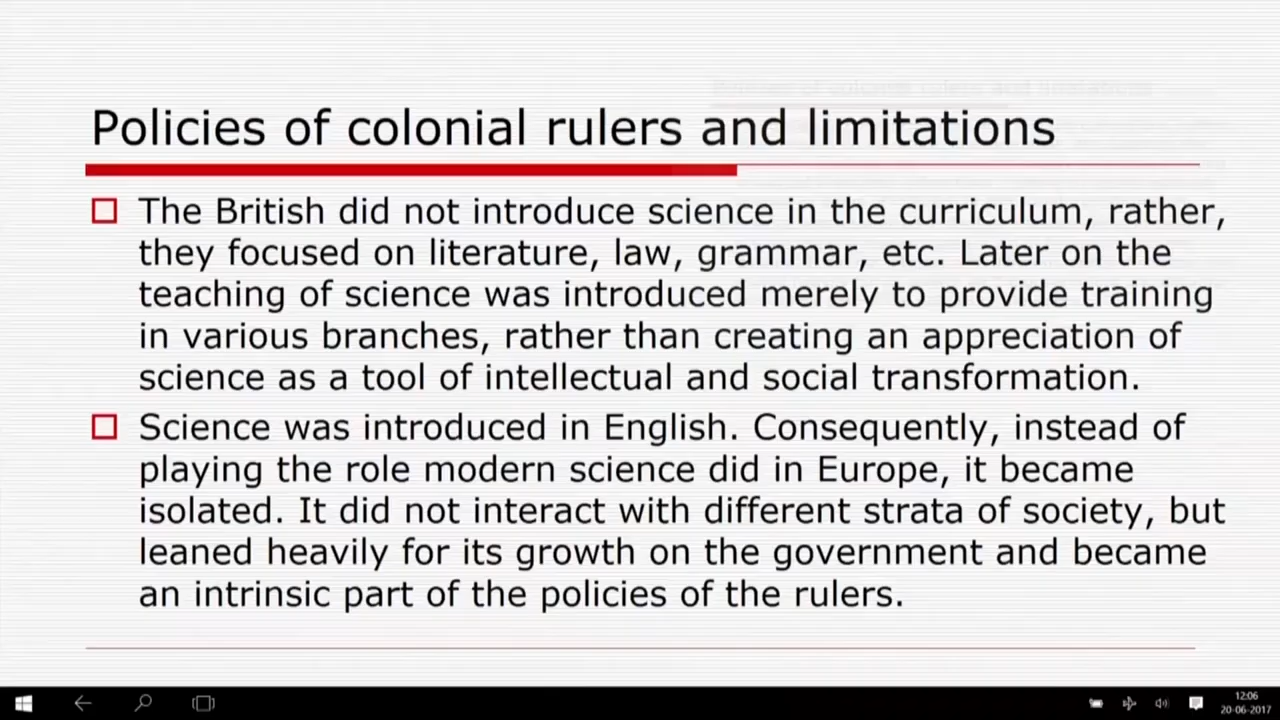 Policies of colonial rulers and limitations
The British did not introduce science in the curriculum, rather,
they focused on literature, law, grammar, etc. Later on the
teaching of science was introduced merely to provide training
in various branches, rather than creating an appreciation of
science as a tool of intellectual and social transformation.
Science was introduced in English. Consequently, instead of
playing the role modern science did in Europe, it became
isolated. It did not interact with different strata of society, but
leaned heavily for its growth on the government and became
an intrinsic part of the policies of the rulers.
12:06
20-06-2017